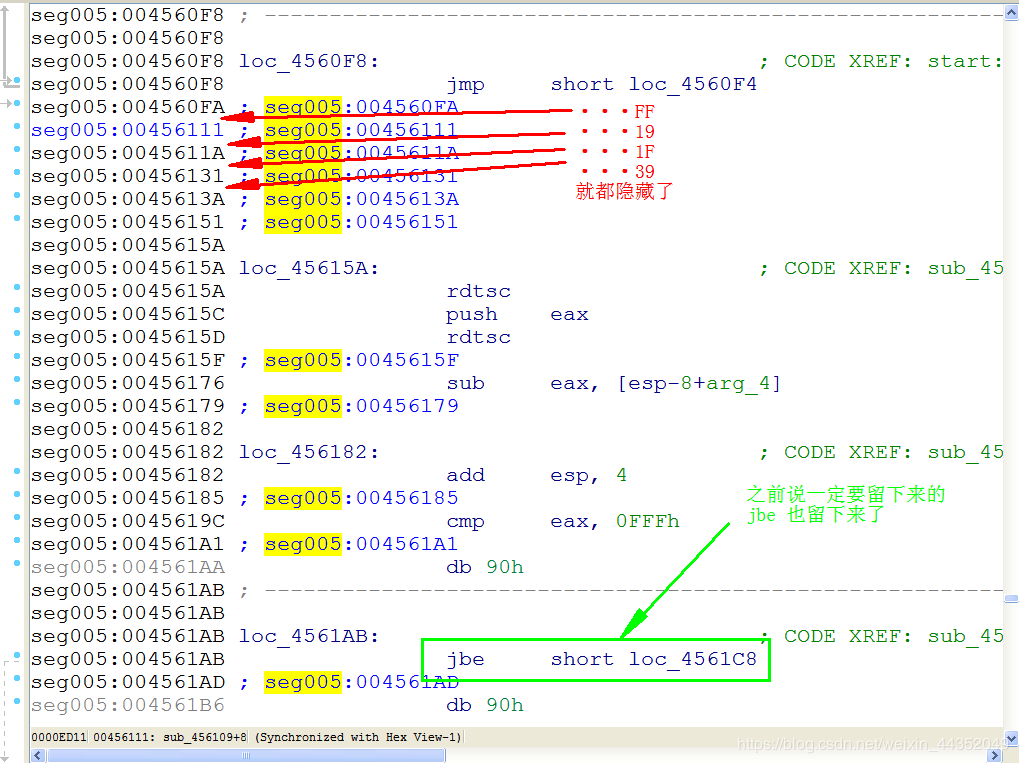 seg005:004560F8 ; ----------------------------------------------------------
seg005:004560F8
seg005:004560F8 loc_4560F8: ; CODE XREF: start:
seg005:004560F8 jmp short loc_4560F4
seg005:004560FA ; seg005:004560FA ...FF
seg005:00456111 ; seg005:00456111 ...19
seg005:0045611A ; seg005:0045611A ...1F
seg005:00456131 ; seg005:00456131 ...39
就都隐藏了
seg005:0045613A ; seg005:0045613A
seg005:00456151 ; seg005:00456151
seg005:0045615A
seg005:0045615A loc_45615A: ; CODE XREF: sub_45
seg005:0045615A rdtsc
seg005:0045615C push eax
seg005:0045615D rdtsc
seg005:0045615F ; seg005:0045615F
seg005:00456176 sub eax, [esp-8+arg_4]
seg005:00456179 ; seg005:00456179
seg005:00456182
seg005:00456182 loc_456182: ; CODE XREF: sub_45
seg005:00456182 add esp, 4
seg005:00456185 ; seg005:00456185
之前说一定要留下来的
jbe 也留下来了
seg005:0045619C cmp eax, 0FFFh
seg005:004561A1 ; seg005:004561A1
seg005:004561AA db 90h
seg005:004561AB ; ----------------------------------------------------------
seg005:004561AB
seg005:004561AB loc_4561AB: ; CODE XREF: sub_45
seg005:004561AB jbe short loc_4561C8
seg005:004561AD ; seg005:004561AD
seg005:004561B6 db 90h
0000ED11 00456111: sub_456109+8 (Synchronized with Hex View-1)
https://blog.csdn.net/weixin_44352049